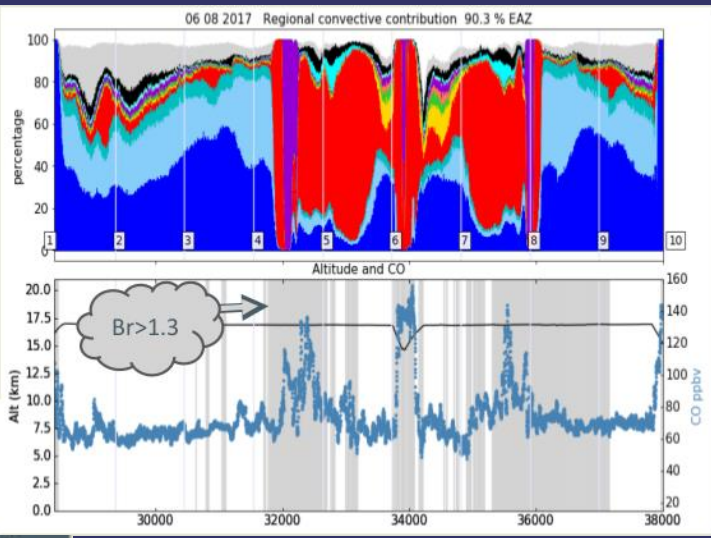 06 08 2017 Regional convective contribution 90.3 % EAZ
100
80
60
40
20
0
percentage
1 2 3 4 5 6 7 8 9 10
Altitude and CO
20.0
17.5
15.0
12.5
10.0
7.5
5.0
2.5
0.0
Alt (km)
Br>1.3
160
140
120
100
80
60
40
20
CO ppbv
30000 32000 34000 36000 38000